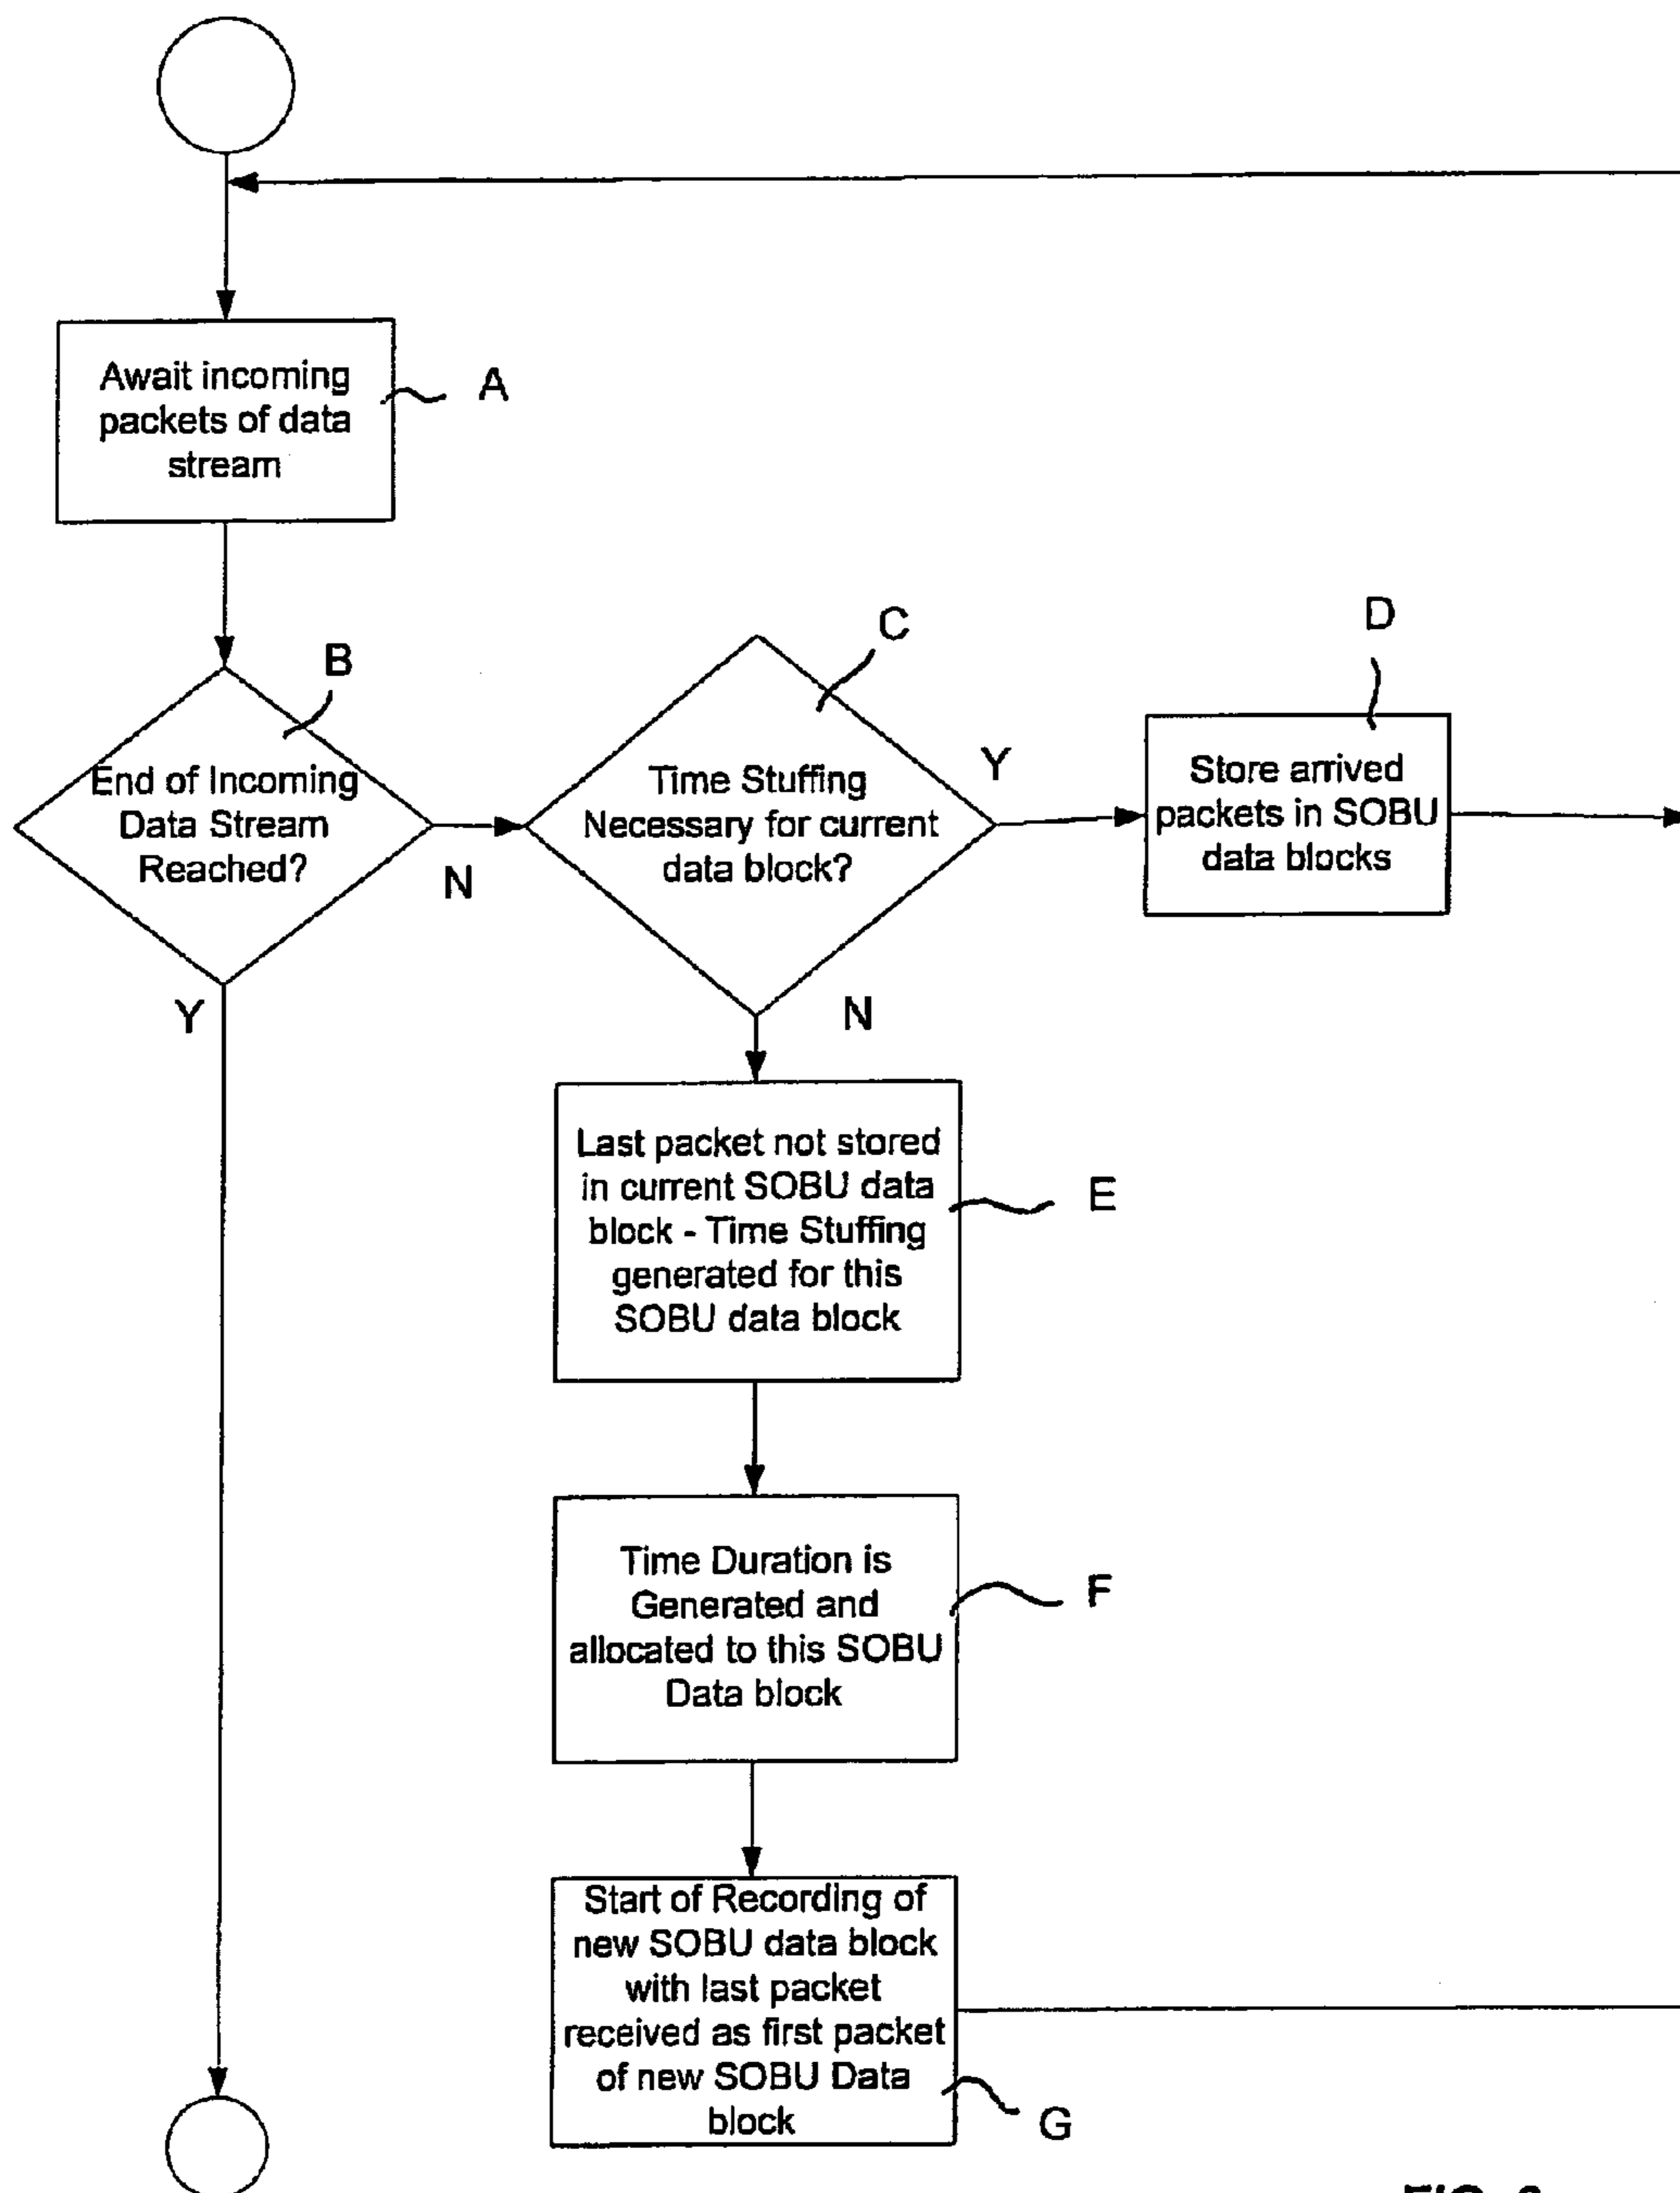 Await incoming
packets of data
stream
A
B
End of Incoming
Data Stream
Reached?
N
Y
C
Time Stuffing
Necessary for current
data block?
Y
N
D
Store arrived
packets in SOBU
data blocks
Last packet not stored
in current SOBU data
block - Time Stuffing
generated for this
SOBU data block
E
Time Duration is
Generated and
allocated to this SOBU
Data block
F
Start of Recording of
new SOBU data block
with last packet
received as first packet
of new SOBU Data
block
G